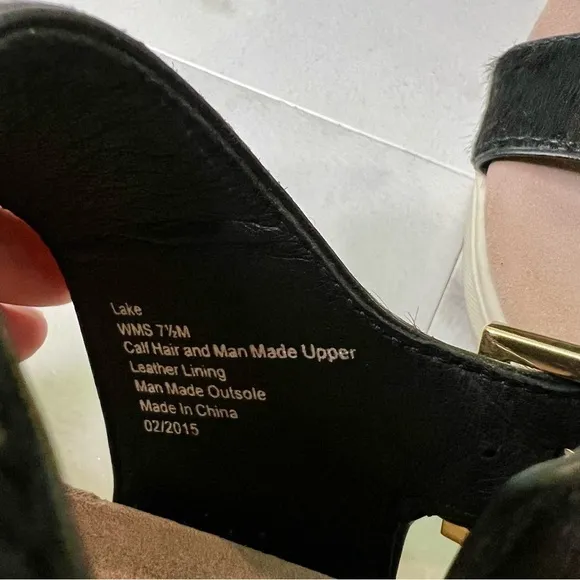 Lake
WMS 7½M
Calf Hair and Man Made Upper
Leather Lining
Man Made Outsole
Made In China
02/2015